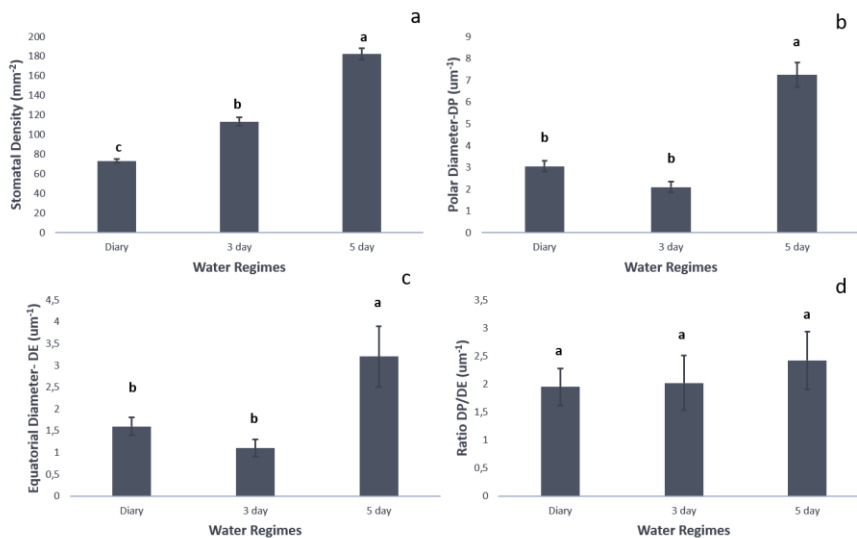 a
Stomatal Density (mm-2)
200
180
160
140
120
100
80
60
40
20
0
c
b
a
Diary 3 day 5 day
Water Regimes
b
Polar Diameter-DP (um-1)
9
8
7
6
5
4
3
2
1
0
b
b
a
Diary 3 day 5 day
Water Regimes
c
Equatorial Diameter- DE (um-1)
4,5
4
3,5
3
2,5
2
1,5
1
0,5
0
b
b
a
Diary 3 day 5 day
Water Regimes
d
Ratio DP/DE (um-1)
3,5
3
2,5
2
1,5
1
0,5
0
a
a
a
Diary 3 day 5 day
Water Regimes